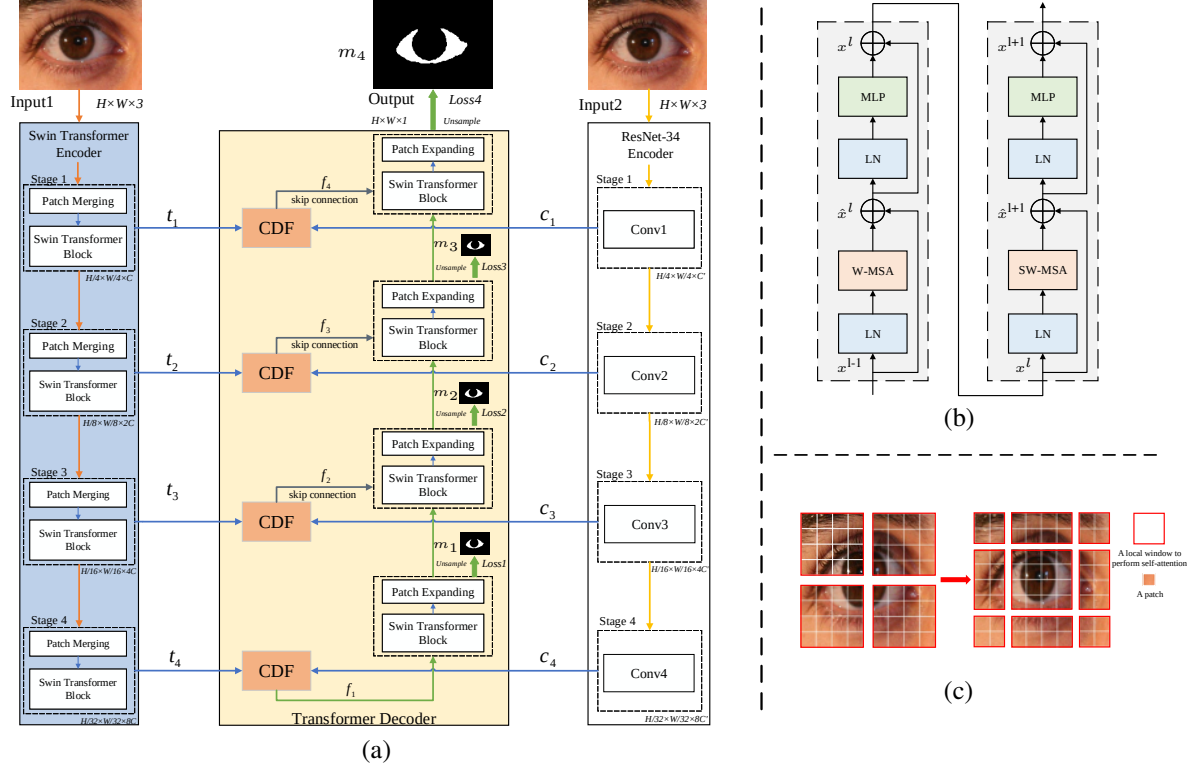 Input1
H×W×3
Swin Transformer
Encoder
Stage 1
Patch Merging
Swin Transformer
Block
H/4×W/4×C
Stage 2
Patch Merging
Swin Transformer
Block
H/8×W/8×2C
Stage 3
Patch Merging
Swin Transformer
Block
H/16×W/16×4C
Stage 4
Patch Merging
Swin Transformer
Block
H/32×W/32×8C
t₁
t₂
t₃
t₄
m₄
Output
Loss4
H×W×1
Unsample
Patch Expanding
Swin Transformer
Block
f₄
skip connection
CDF
m₃
Unsample
Loss3
Patch Expanding
Swin Transformer
Block
f₃
skip connection
CDF
m₂
Unsample
Loss2
Patch Expanding
Swin Transformer
Block
f₂
skip connection
CDF
m₁
Unsample
Loss1
Patch Expanding
Swin Transformer
Block
CDF
f₁
Transformer Decoder
c₁
c₂
c₃
c₄
Input2
H×W×3
ResNet-34
Encoder
Stage 1
Conv1
H/4×W/4×C'
Stage 2
Conv2
H/8×W/8×2C'
Stage 3
Conv3
H/16×W/16×4C'
Stage 4
Conv4
H/32×W/32×8C'
(a)
xˡ
MLP
LN
x̂ˡ
W-MSA
LN
xˡ⁻¹
xˡ⁺¹
MLP
LN
x̂ˡ⁺¹
SW-MSA
LN
xˡ
(b)
A local window to
perform self-attention
A patch
(c)